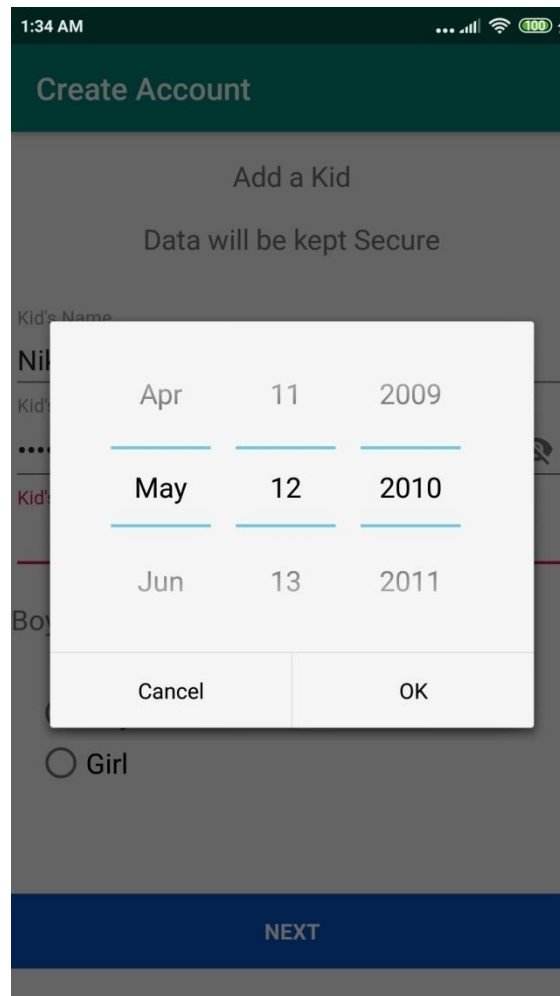 1:34 AM
100
Create Account
Add a Kid
Data will be kept Secure
Kid's Name
Apr 11 2009
May 12 2010
Jun 13 2011
Cancel OK
Girl
NEXT